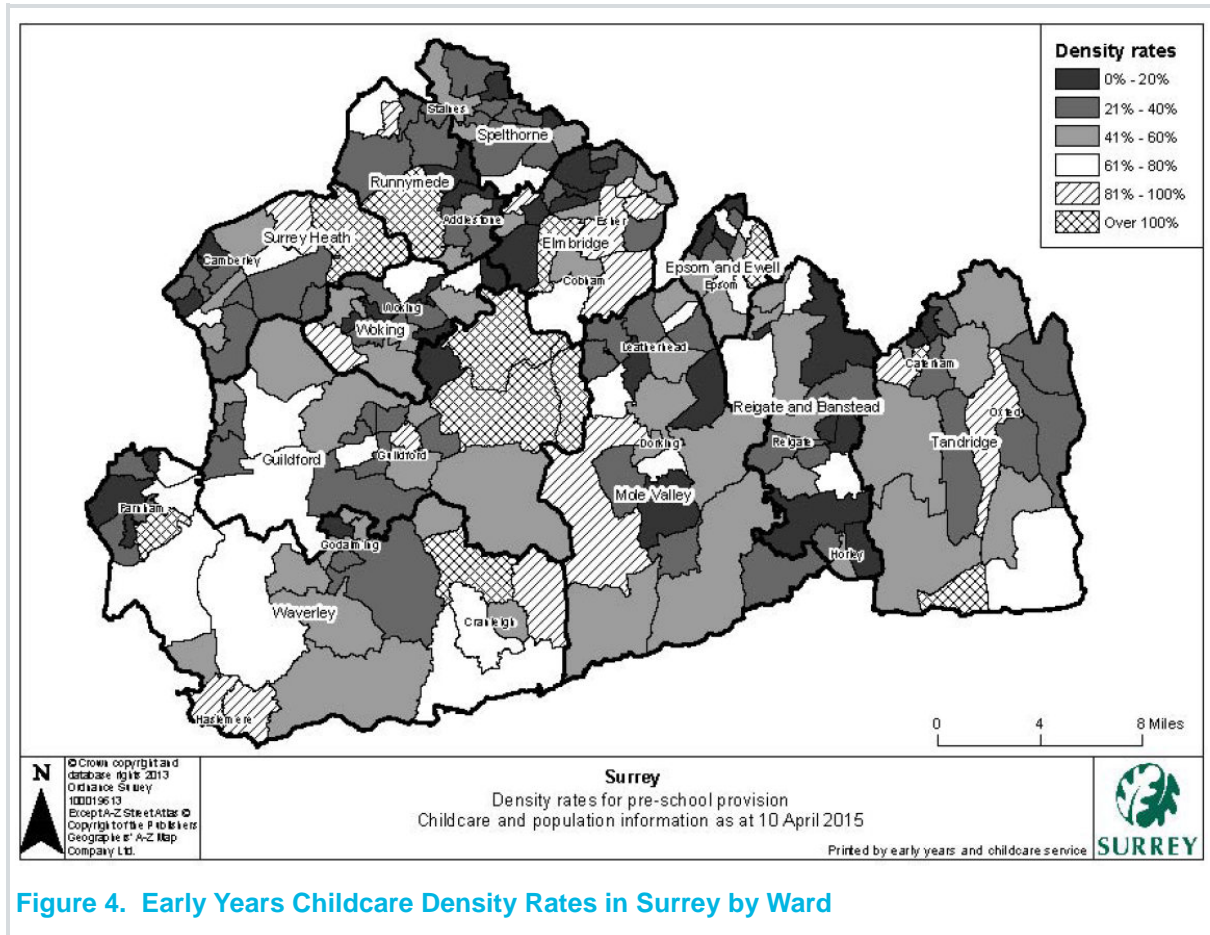 Density rates
0% - 20%
21% - 40%
41% - 60%
61% - 80%
81% - 100%
Over 100%
Staines
Spelthorne
Runnymede
Addlestone
Esher
Surrey Heath
Elmbridge
Camberley
Cobham
Epsom and Ewell
Epsom
Woking
Woking
Leatherhead
Caterham
Reigate and Banstead
Oxted
Dorking
Reigate
Tandridge
Guildford
Guildford
Mole Valley
Farnham
Godalming
Horley
Waverley
Cranleigh
Haslemere
0 4 8 Miles
N
© Crown copyright and
database rights 2013
Ordnance Survey
100019613
Except A-Z Street Atlas ©
Copyright of the Publishers
Geographers' A-Z Map
Company Ltd.
Surrey
Density rates for pre-school provision
Childcare and population information as at 10 April 2015
Printed by early years and childcare service
SURREY
Figure 4. Early Years Childcare Density Rates in Surrey by Ward